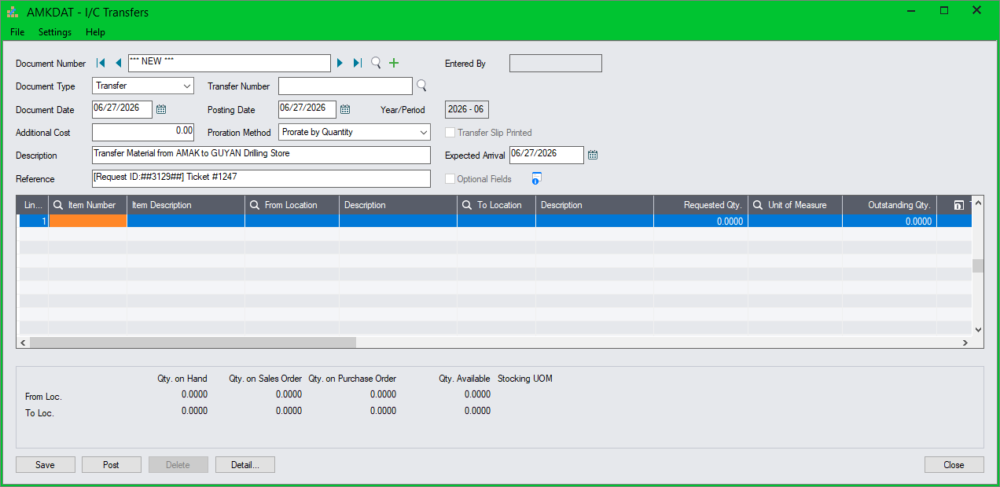 AMKDAT - I/C Transfers
File Settings Help
Document Number *** NEW *** Entered By
Document Type Transfer Transfer Number
Document Date 06/27/2026 Posting Date 06/27/2026 Year/Period 2026 - 06
Additional Cost 0.00 Proration Method Prorate by Quantity Transfer Slip Printed
Description Transfer Material from AMAK to GUYAN Drilling Store Expected Arrival 06/27/2026
Reference [Request ID:##3129##] Ticket #1247 Optional Fields
Lin... Item Number Item Description From Location Description To Location Description Requested Qty. Unit of Measure Outstanding Qty.
1 0.0000 0.0000
Qty. on Hand Qty. on Sales Order Qty. on Purchase Order Qty. Available Stocking UOM
From Loc. 0.0000 0.0000 0.0000 0.0000
To Loc. 0.0000 0.0000 0.0000 0.0000
Save Post Delete Detail... Close